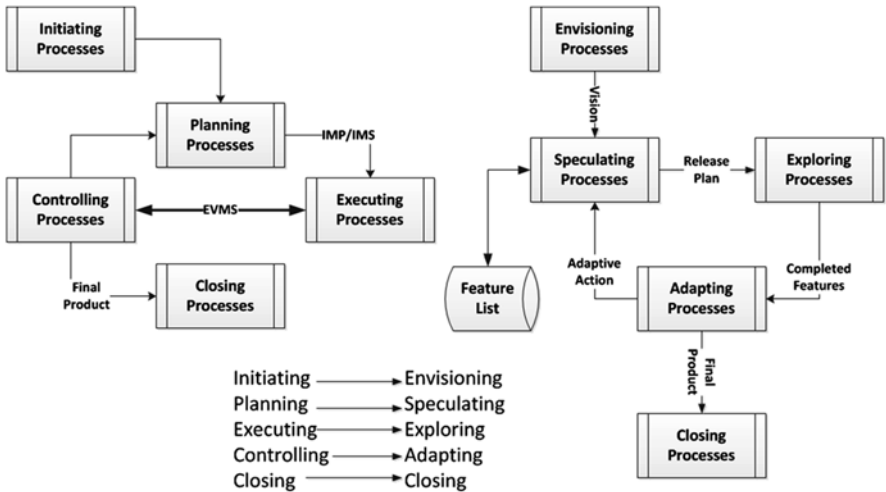 Initiating
Processes
Planning
Processes
IMP/IMS
Controlling
Processes
EVMS
Executing
Processes
Final
Product
Closing
Processes
Envisioning
Processes
Vision
Speculating
Processes
Release
Plan
Exploring
Processes
Feature
List
Adaptive
Action
Adapting
Processes
Completed
Features
Final
Product
Closing
Processes
Initiating Envisioning
Planning Speculating
Executing Exploring
Controlling Adapting
Closing Closing